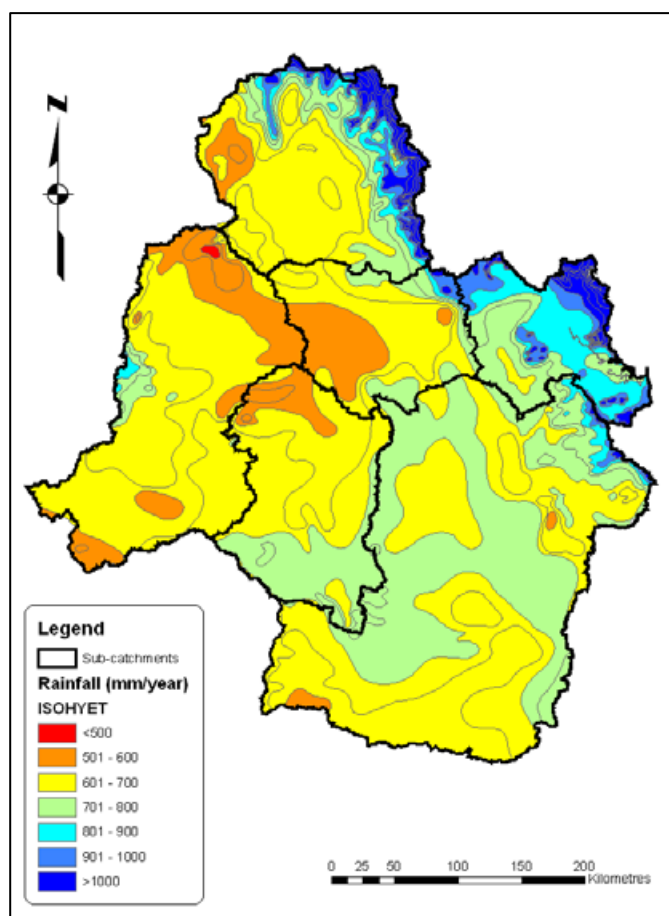 N
Legend
Sub-catchments
Rainfall (mm/year)
ISOHYET
<500
501 - 600
601 - 700
701 - 800
801 - 900
901 - 1000
>1000
0 25 50 100 150 200
Kilometres